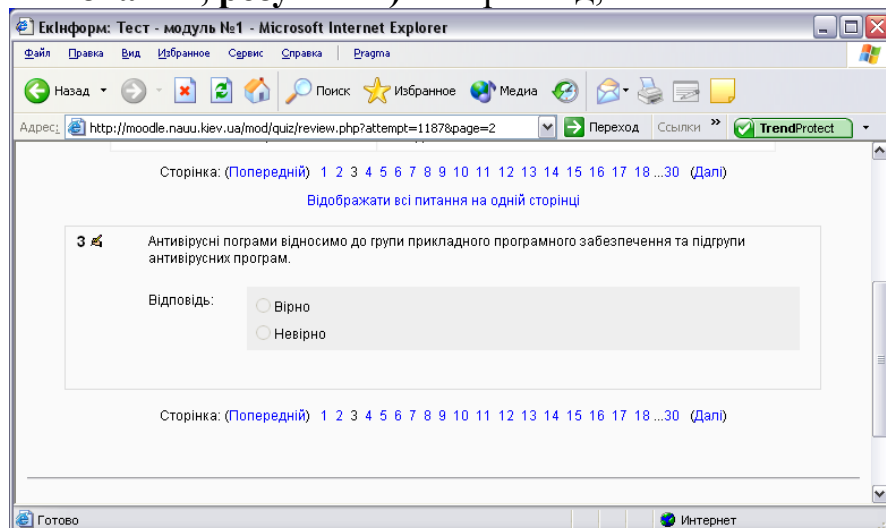 ЕкІнформ: Тест - модуль №1 - Microsoft Internet Explorer
Файл Правка Вид Избранное Сервис Справка Pragma
Назад Поиск Избранное Медиа
Адрес: http://moodle.nauu.kiev.ua/mod/quiz/review.php?attempt=1187&page=2 Переход Ссылки » TrendProtect
Сторінка: (Попередній) 1 2 3 4 5 6 7 8 9 10 11 12 13 14 15 16 17 18 ...30 (Далі)
Відображати всі питання на одній сторінці
3 Антивірусні пограми відносимо до групи прикладного програмного забезпечення та підгрупи
антивірусних програм.
Відповідь: Вірно
Невірно
Сторінка: (Попередній) 1 2 3 4 5 6 7 8 9 10 11 12 13 14 15 16 17 18 ...30 (Далі)
Готово Интернет